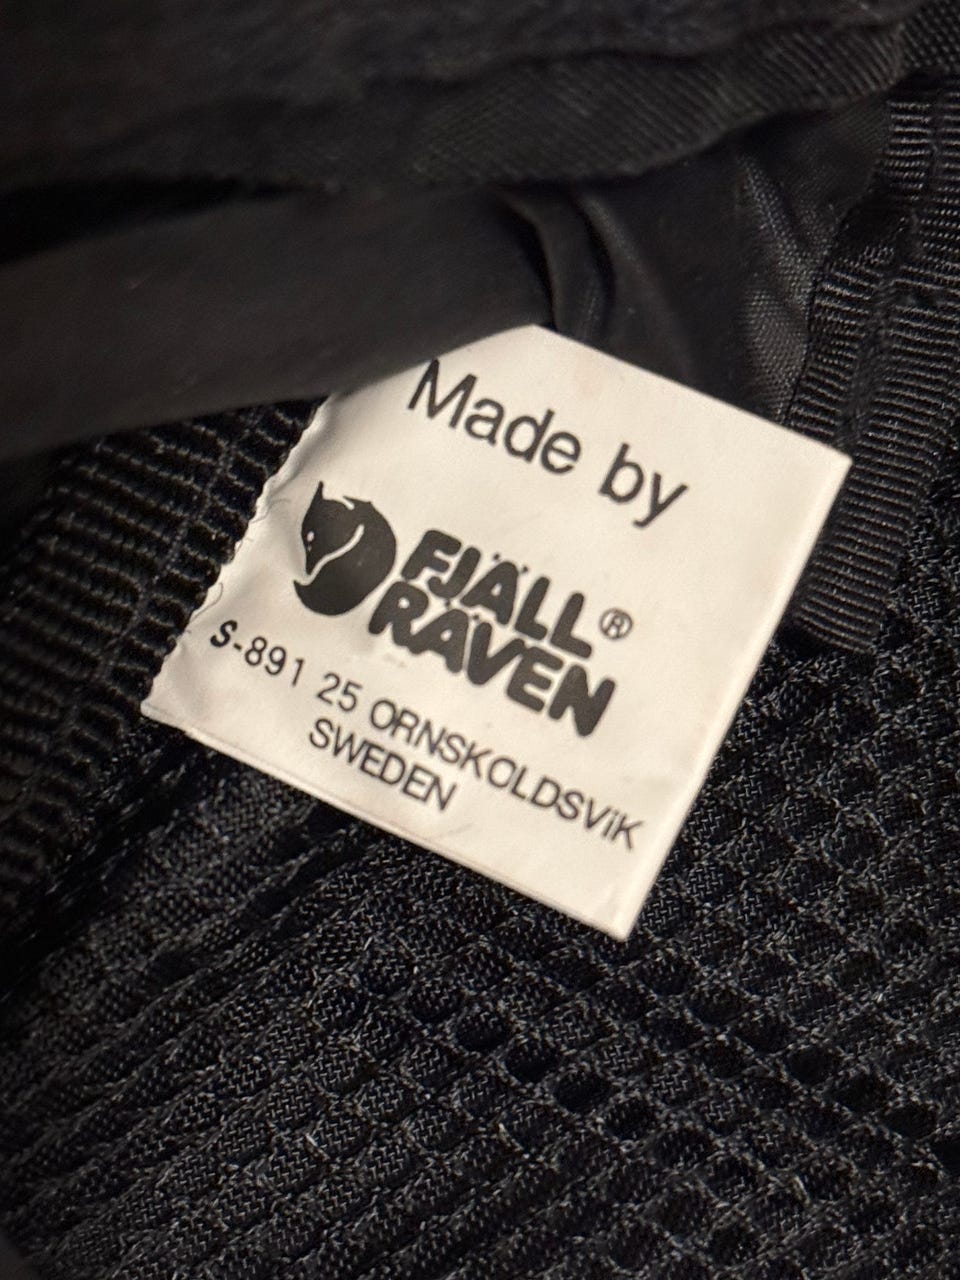 Made by
FJÄLL®
RÄVEN
S-891 25 ORNSKOLDSViK
SWEDEN